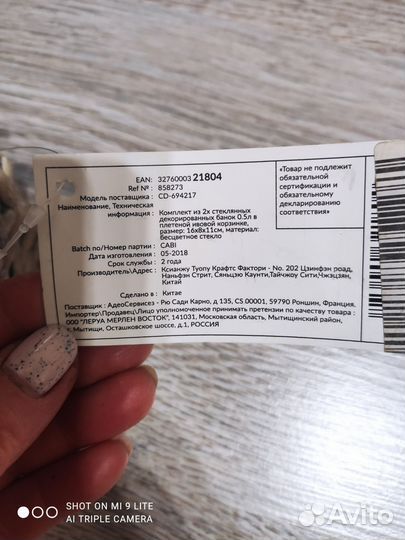 EAN: 32760003 21804
Ref № : 858273
Модель поставщика : CD-694217
Наименование, Техническая
информация : Комплект из 2х стеклянных
декорированных банок 0.5л в
плетеной ивовой корзинке,
размер: 16х8х11см, материал:
бесцветное стекло
Batch no/Номер партии : CABI
Дата изготовления : 05-2018
Срок службы : 2 года
Производитель/Адрес : Ксианжу Туопу Крафтс Фактори - No. 202 Цзинфэн роад,
Наньфэн Стрит, Сяньцзю Каунти,Тайчжоу Сити,Чжэцзян,
Китай
Сделано в : Китае
Поставщик : АдеоСервисез - Рю Сади Карно, д 135, CS 00001, 59790 Роншин, Франция.
Импортер\Продавец\Лицо уполномоченное принимать претензии по качеству товара :
ООО "ЛЕРУА МЕРЛЕН ВОСТОК", 141031, Московская область, Мытищинский район,
г. Мытищи, Осташковское шоссе, д.1, РОССИЯ
«Товар не подлежит
обязательной
сертификации и
обязательному
декларированию
соответствия»
SHOT ON MI 9 LITE
AI TRIPLE CAMERA
Avito